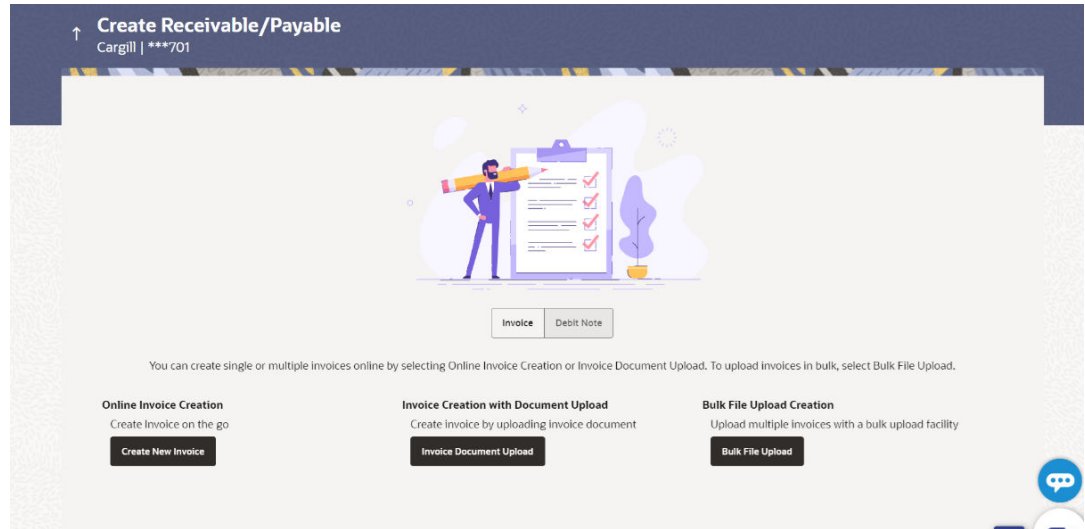 Create Receivable/Payable
Cargill | ***701
Invoice
Debit Note
You can create single or multiple invoices online by selecting Online Invoice Creation or Invoice Document Upload. To upload invoices in bulk, select Bulk File Upload.
Online Invoice Creation
Create Invoice on the go
Create New Invoice
Invoice Creation with Document Upload
Create invoice by uploading invoice document
Invoice Document Upload
Bulk File Upload Creation
Upload multiple invoices with a bulk upload facility
Bulk File Upload